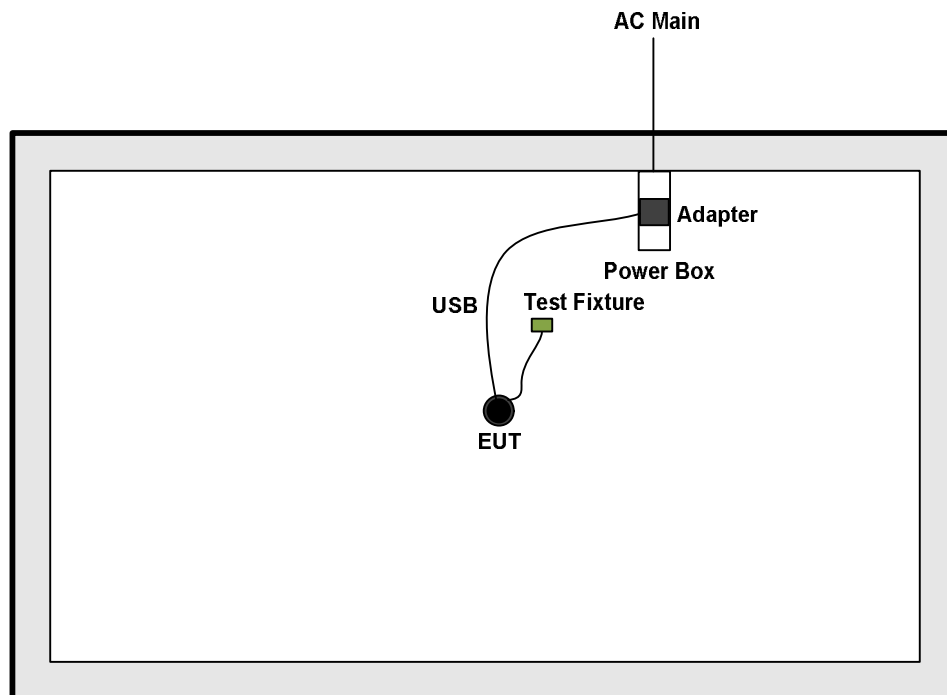 AC Main
Adapter
Power Box
USB
Test Fixture
EUT